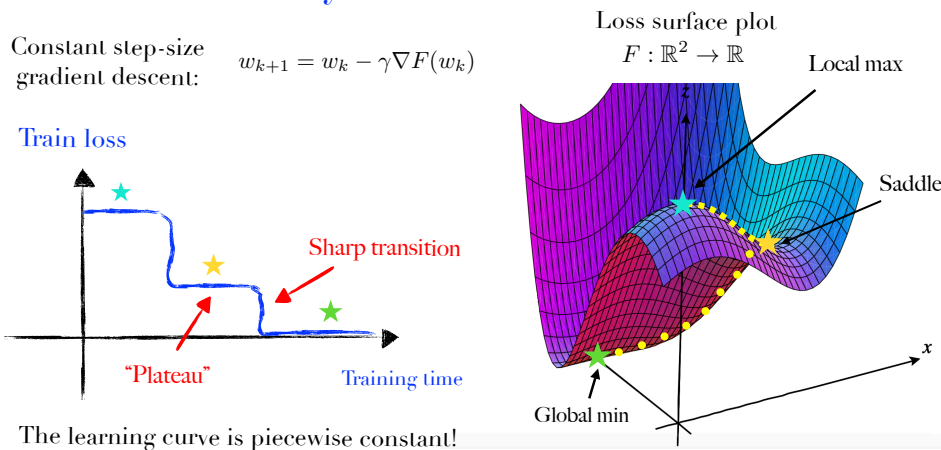 Constant step-size
gradient descent:
w_{k+1} = w_k − γ∇F(w_k)
Train loss
Sharp transition
"Plateau"
Training time
The learning curve is piecewise constant!
Loss surface plot
F : ℝ² → ℝ
Local max
z
Saddle
x
Global min